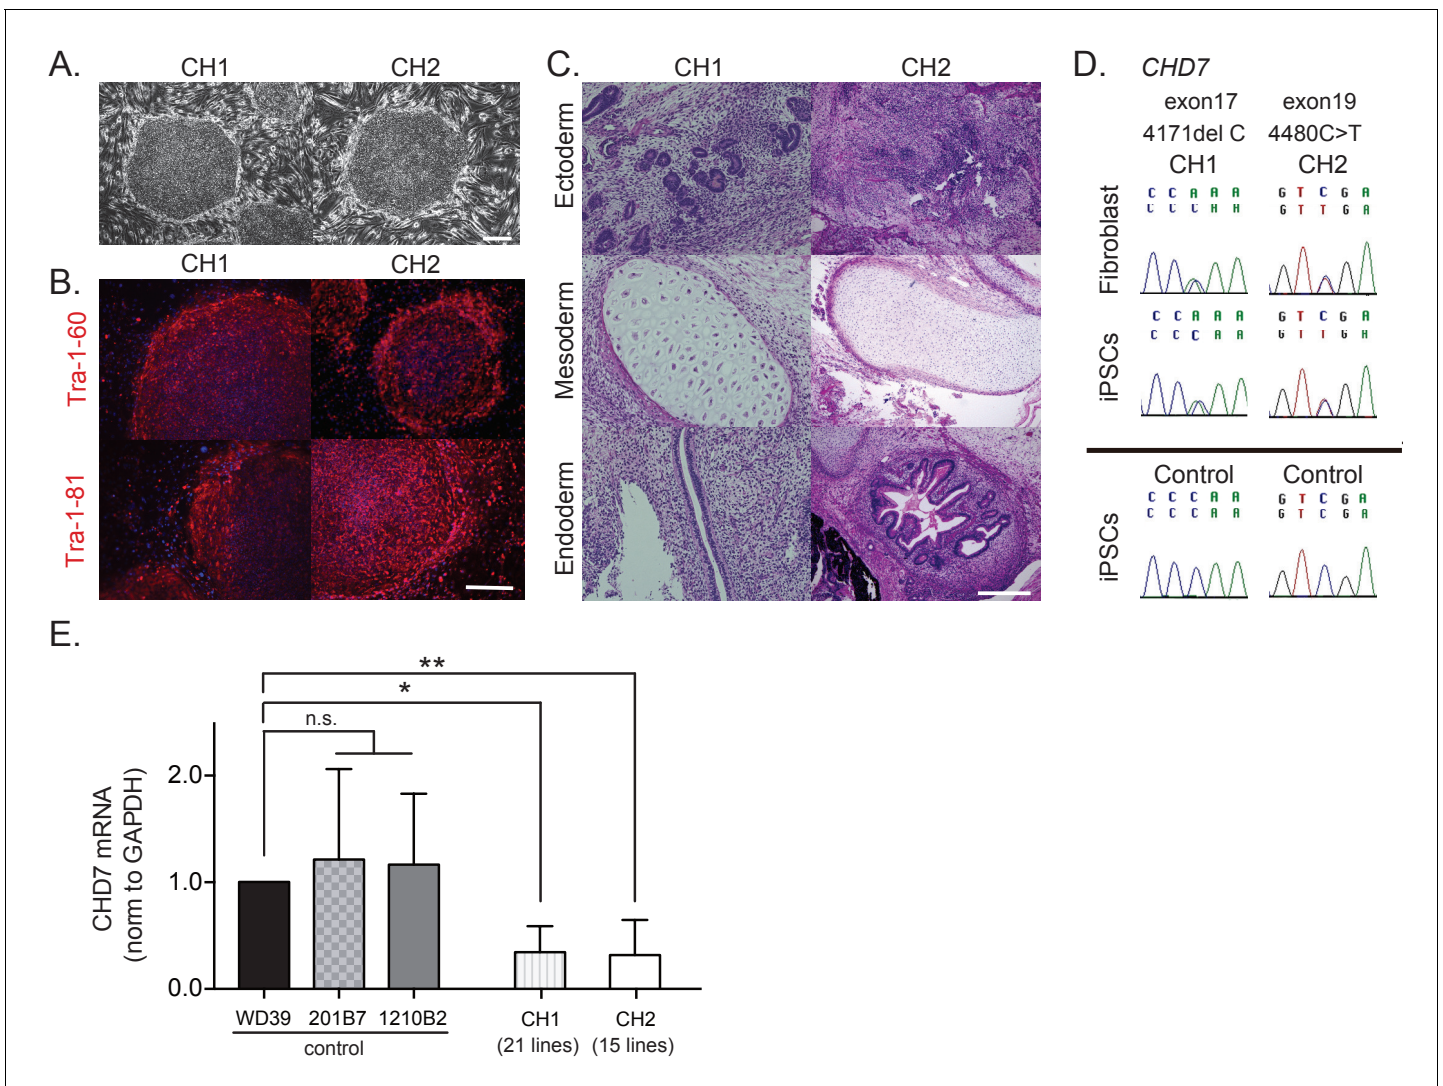 A.
CH1 CH2
B.
CH1 CH2
Tra-1-60
Tra-1-81
C.
CH1 CH2
Ectoderm
Mesoderm
Endoderm
D.
CHD7
exon17 exon19
4171del C 4480C>T
CH1 CH2
Fibroblast
C C A A A G T C G A
C C C A A G T T G A
iPSCs
C C A A A G T C G A
C C C A A G T T G A
Control Control
iPSCs
C C C A A G T C G A
C C C A A G T C G A
E.
**
*
n.s.
CHD7 mRNA
(norm to GAPDH)
2.0
1.0
0.0
WD39 201B7 1210B2 CH1 CH2
control (21 lines) (15 lines)